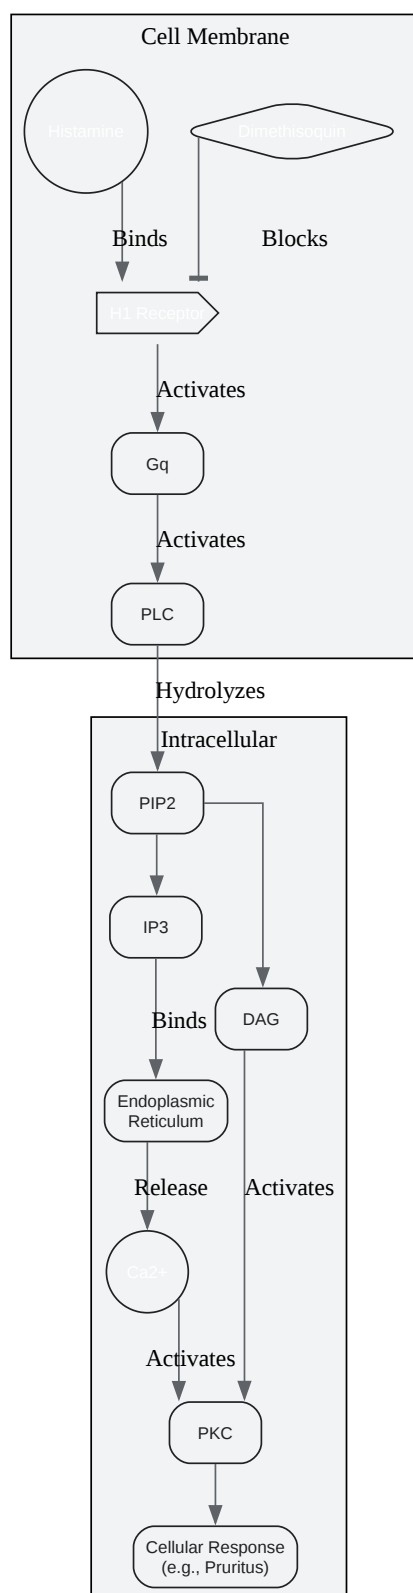 Cell Membrane
Histamine
Dimethisoquin
Binds
Blocks
H1 Receptor
Activates
Gq
Activates
PLC
Hydrolyzes
Intracellular
PIP2
IP3
DAG
Binds
Endoplasmic
Reticulum
Release
Activates
Ca2+
Activates
PKC
Cellular Response
(e.g., Pruritus)